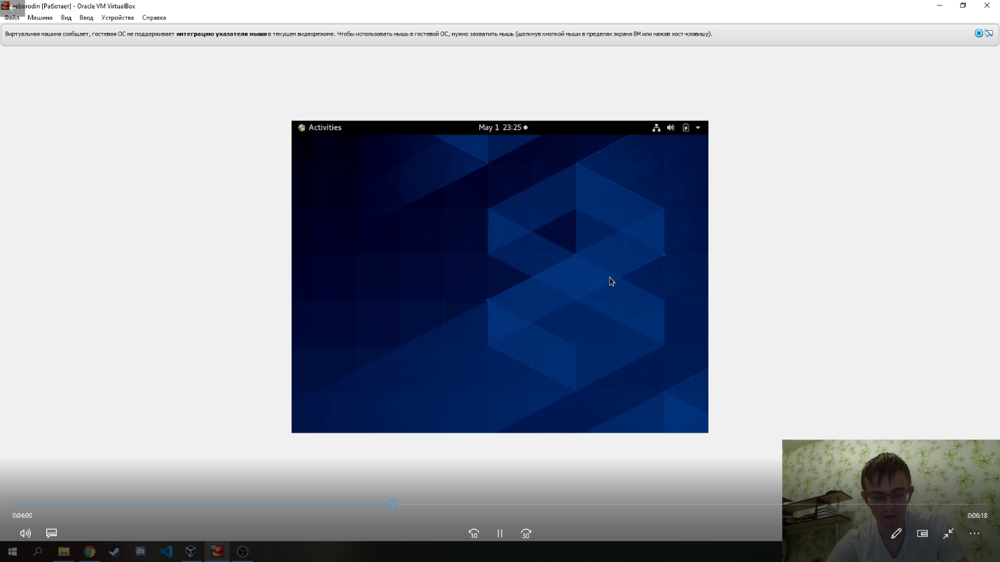 aeborodin [Работает] - Oracle VM VirtualBox
Файл Машина Вид Ввод Устройства Справка
Виртуальная машина сообщает, гостевая ОС не поддерживает интеграцию указателя мыши в текущем видеорежиме. Чтобы использовать мышь в гостевой ОС, нужно захватить мышь (щелкнув кнопкой мыши в пределах экрана ВМ или нажав хост-клавишу).
Activities May 1 23:25
0:04:00 0:06:18
10 30